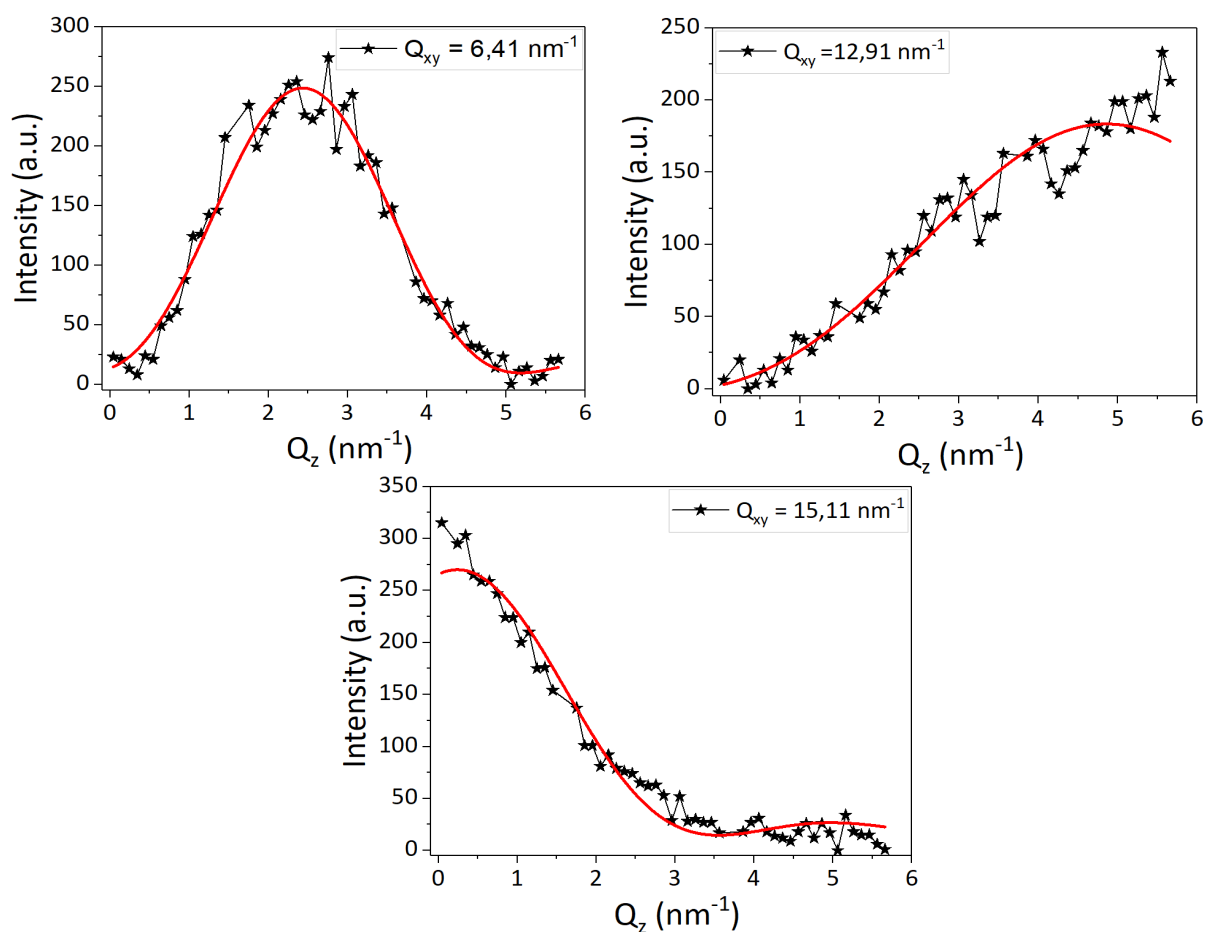 Q_xy = 6,41 nm^-1
Intensity (a.u.)
300
250
200
150
100
50
0
0 1 2 3 4 5 6
Q_z (nm^-1)
Q_xy =12,91 nm^-1
Intensity (a.u.)
250
200
150
100
50
0
0 1 2 3 4 5 6
Q_z (nm^-1)
Q_xy = 15,11 nm^-1
Intensity (a.u.)
350
300
250
200
150
100
50
0
0 1 2 3 4 5 6
Q_z (nm^-1)